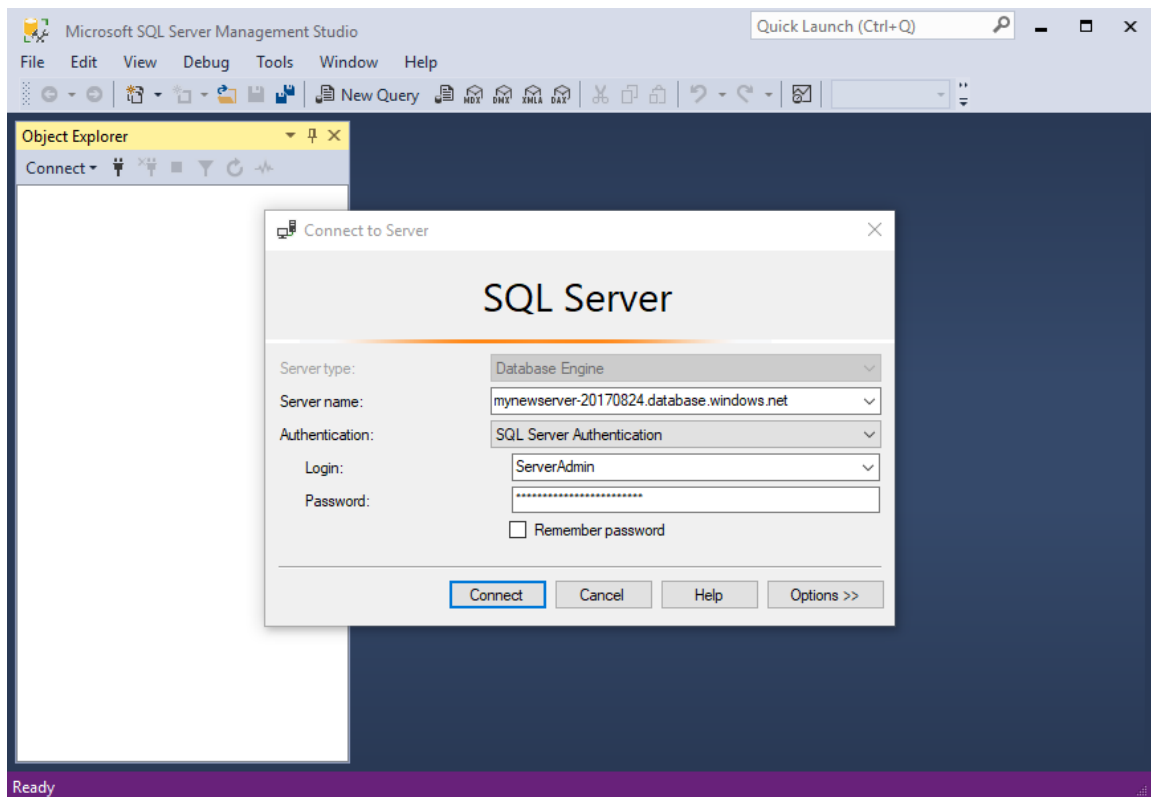 Microsoft SQL Server Management Studio
Quick Launch (Ctrl+Q)
File Edit View Debug Tools Window Help
New Query MDX DMX XMLA DAX
Object Explorer
Connect
Connect to Server
SQL Server
Server type: Database Engine
Server name: mynewserver-20170824.database.windows.net
Authentication: SQL Server Authentication
Login: ServerAdmin
Password: ************************
Remember password
Connect Cancel Help Options >>
Ready